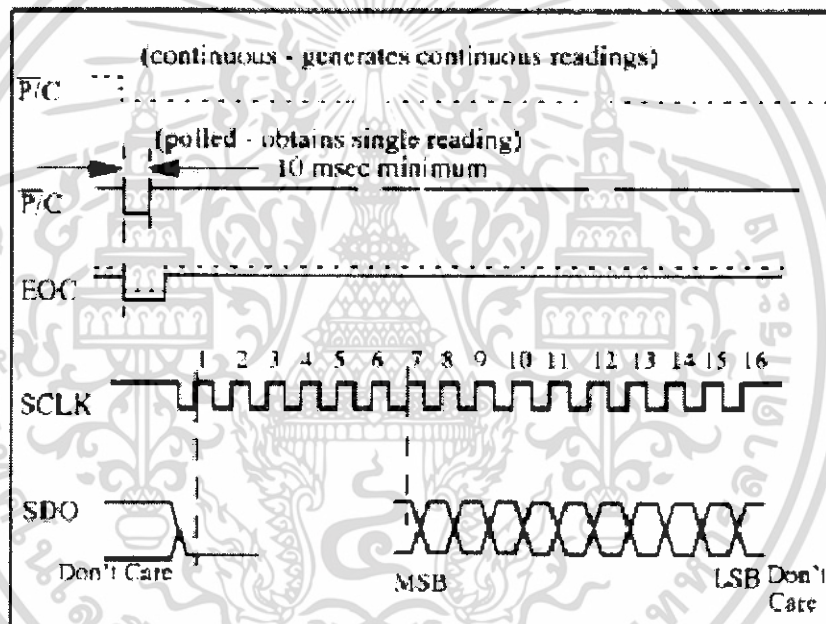 (continuous - generates continuous readings)
P̅/C
(polled - obtains single reading)
10 msec minimum
P̅/C
EOC
1 2 3 4 5 6 7 8 9 10 11 12 13 14 15 16
SCLK
SDO
Don't Care MSB LSB Don't
Care